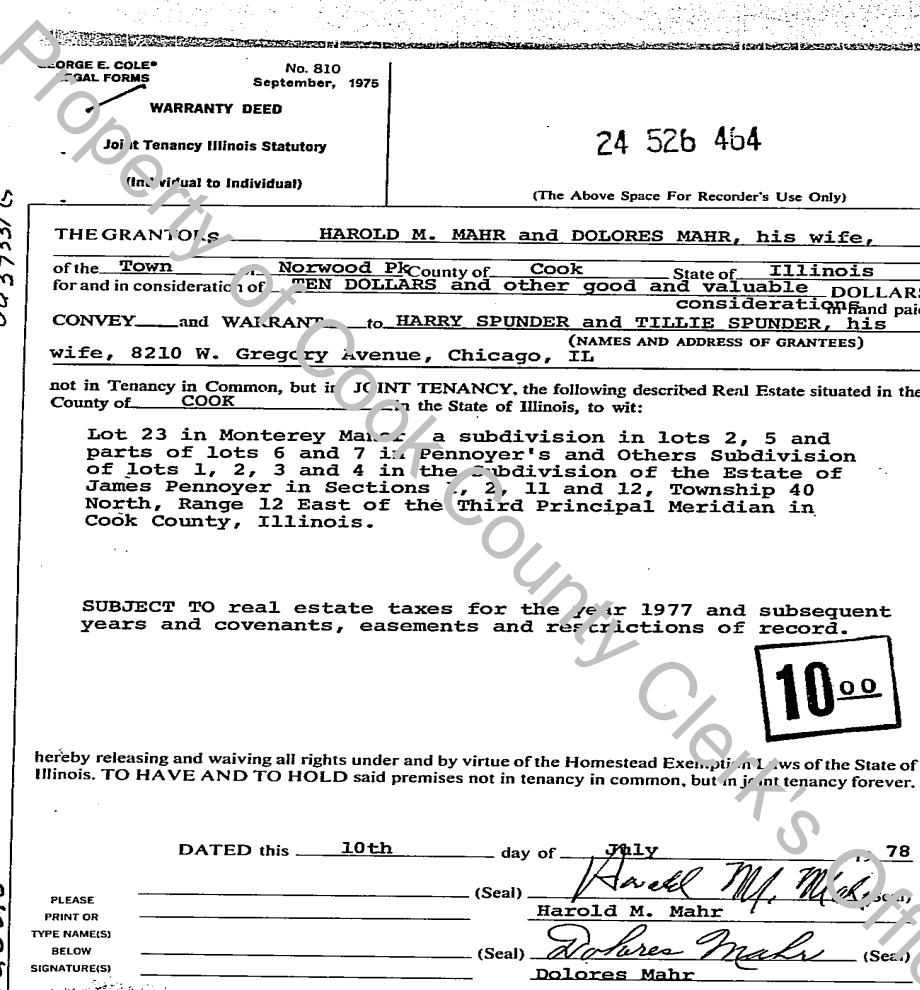 GEORGE E. COLE®
LEGAL FORMS
No. 810
September, 1975
WARRANTY DEED
Joint Tenancy Illinois Statutory
(Individual to Individual)
24 526 464
(The Above Space For Recorder's Use Only)
THE GRANTORS HAROLD M. MAHR and DOLORES MAHR, his wife,
of the Town Norwood Pk County of Cook State of Illinois
for and in consideration of TEN DOLLARS and other good and valuable DOLLARS
considerations in hand paid
CONVEY and WARRANT to HARRY SPUNDER and TILLIE SPUNDER, his
(NAMES AND ADDRESS OF GRANTEES)
wife, 8210 W. Gregory Avenue, Chicago, IL
not in Tenancy in Common, but in JOINT TENANCY, the following described Real Estate situated in the
County of COOK in the State of Illinois, to wit:
Lot 23 in Monterey Manor a subdivision in lots 2, 5 and
parts of lots 6 and 7 in Pennoyer's and Others Subdivision
of lots 1, 2, 3 and 4 in the Subdivision of the Estate of
James Pennoyer in Sections 1, 2, 11 and 12, Township 40
North, Range 12 East of the Third Principal Meridian in
Cook County, Illinois.
SUBJECT TO real estate taxes for the year 1977 and subsequent
years and covenants, easements and restrictions of record.
10 00
hereby releasing and waiving all rights under and by virtue of the Homestead Exemption Laws of the State of
Illinois. TO HAVE AND TO HOLD said premises not in tenancy in common, but in joint tenancy forever.
DATED this 10th day of July 78
PLEASE
PRINT OR
TYPE NAME(S)
BELOW
SIGNATURE(S)
(Seal) Harold M. Mahr (Seal)
Harold M. Mahr
(Seal) Dolores Mahr (Seal)
Dolores Mahr
Property of Cook County Clerk's Office